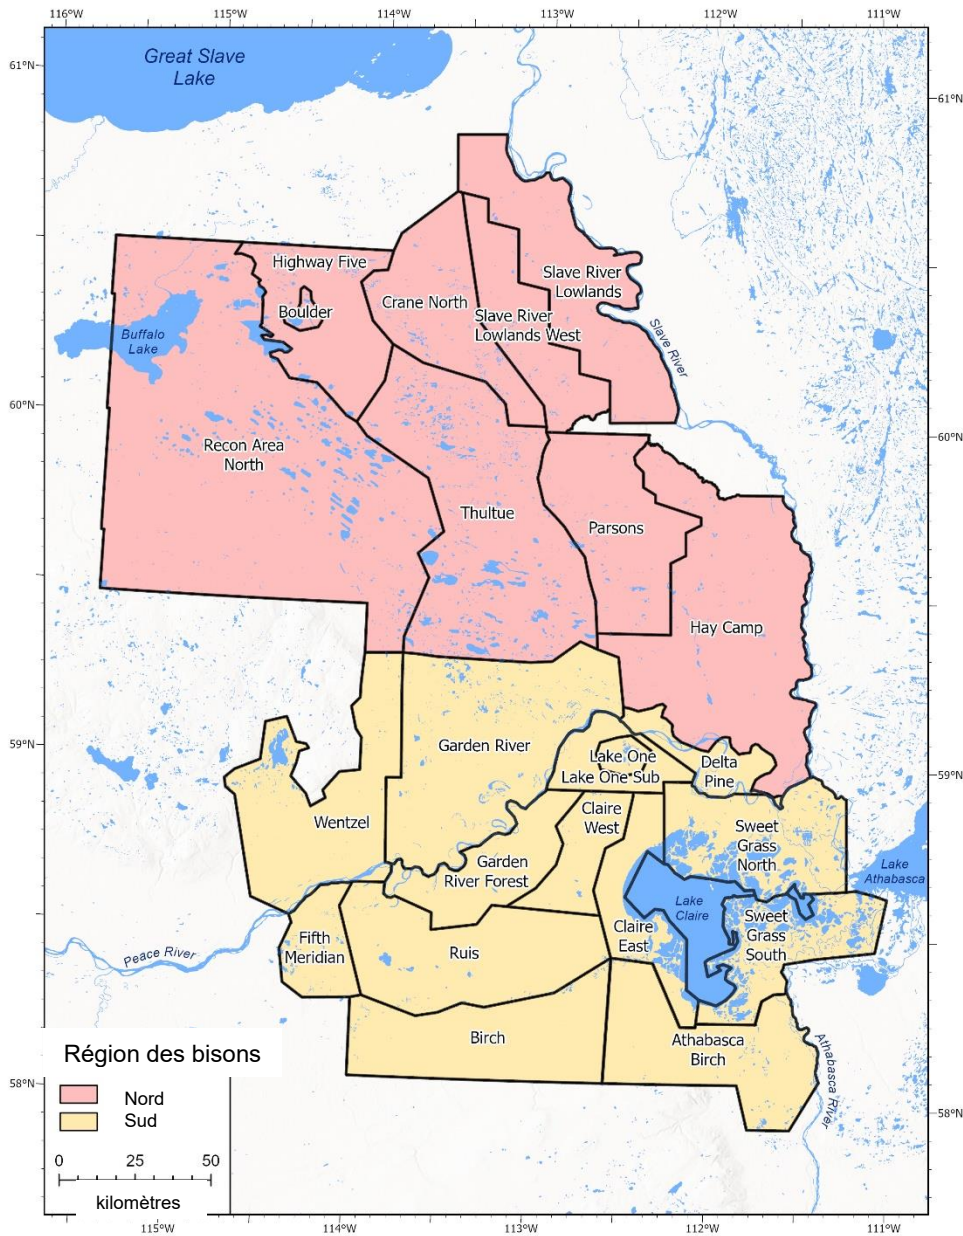 116°W
115°W
114°W
113°W
112°W
111°W
61°N
61°N
Great Slave
Lake
Highway Five
Boulder
Crane North
Slave River
Lowlands
Slave River
Lowlands West
Buffalo
Lake
Slave River
60°N
60°N
Recon Area
North
Thultue
Parsons
Hay Camp
59°N
59°N
Garden River
Lake One
Lake One Sub
Delta
Pine
Wentzel
Claire
West
Sweet
Grass
North
Garden
River Forest
Lake
Athabasca
Lake
Claire
Claire
East
Sweet
Grass
South
Fifth
Meridian
Ruis
Peace River
Birch
Athabasca
Birch
Athabasca River
58°N
58°N
Région des bisons
Nord
Sud
0 25 50
kilomètres
115°W
114°W
113°W
112°W
111°W